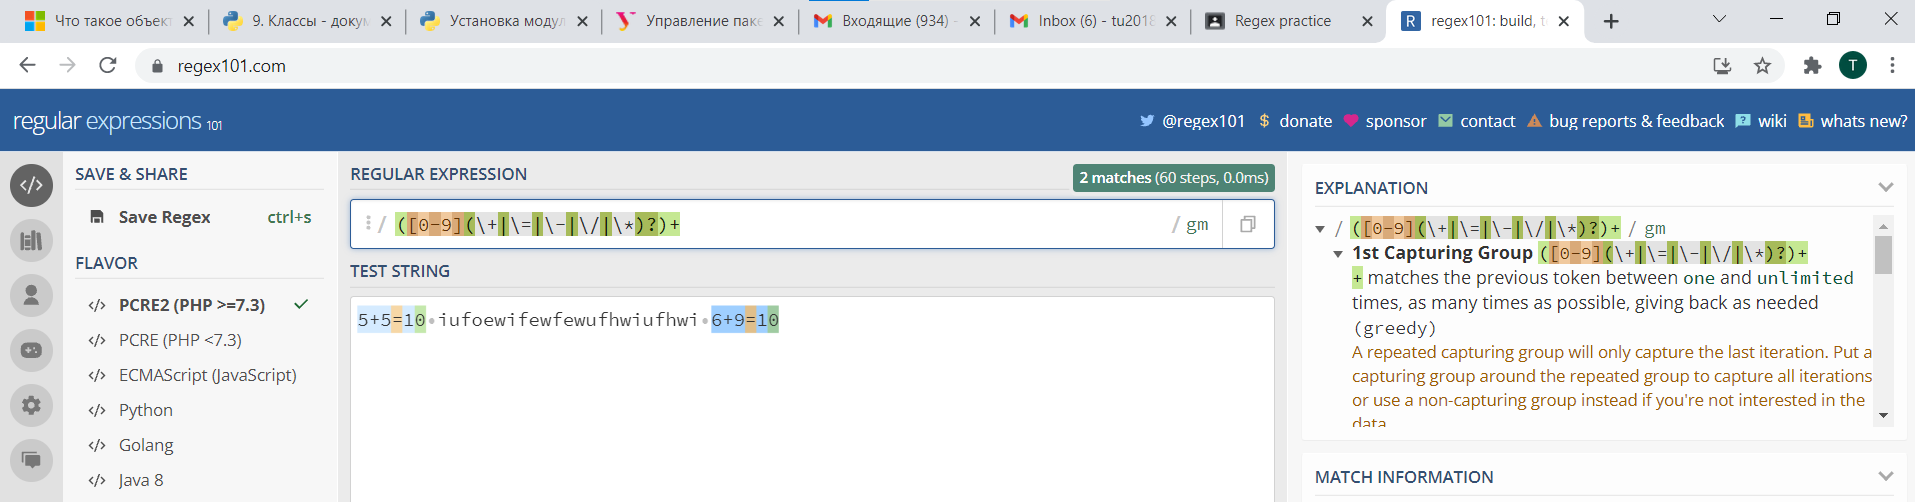 Что такое объект
9. Классы - докум
Установка модул
Управление паке
Входящие (934) -
Inbox (6) - tu2018
Regex practice
regex101: build, t
regex101.com
T
regular expressions 101
@regex101 $ donate sponsor contact bug reports & feedback wiki whats new?
SAVE & SHARE
Save Regex ctrl+s
FLAVOR
</> PCRE2 (PHP >=7.3)
</> PCRE (PHP <7.3)
</> ECMAScript (JavaScript)
</> Python
</> Golang
</> Java 8
REGULAR EXPRESSION
2 matches (60 steps, 0.0ms)
/ ([0-9](\+|\=|\-|\/|\*)?)+ / gm
TEST STRING
5+5=10·iufoewifewfewufhwiufhwi·6+9=10
EXPLANATION
/ ([0-9](\+|\=|\-|\/|\*)?)+ / gm
1st Capturing Group ([0-9](\+|\=|\-|\/|\*)?)+
+ matches the previous token between one and unlimited
times, as many times as possible, giving back as needed
(greedy)
A repeated capturing group will only capture the last iteration. Put a
capturing group around the repeated group to capture all iterations
or use a non-capturing group instead if you're not interested in the
data
MATCH INFORMATION